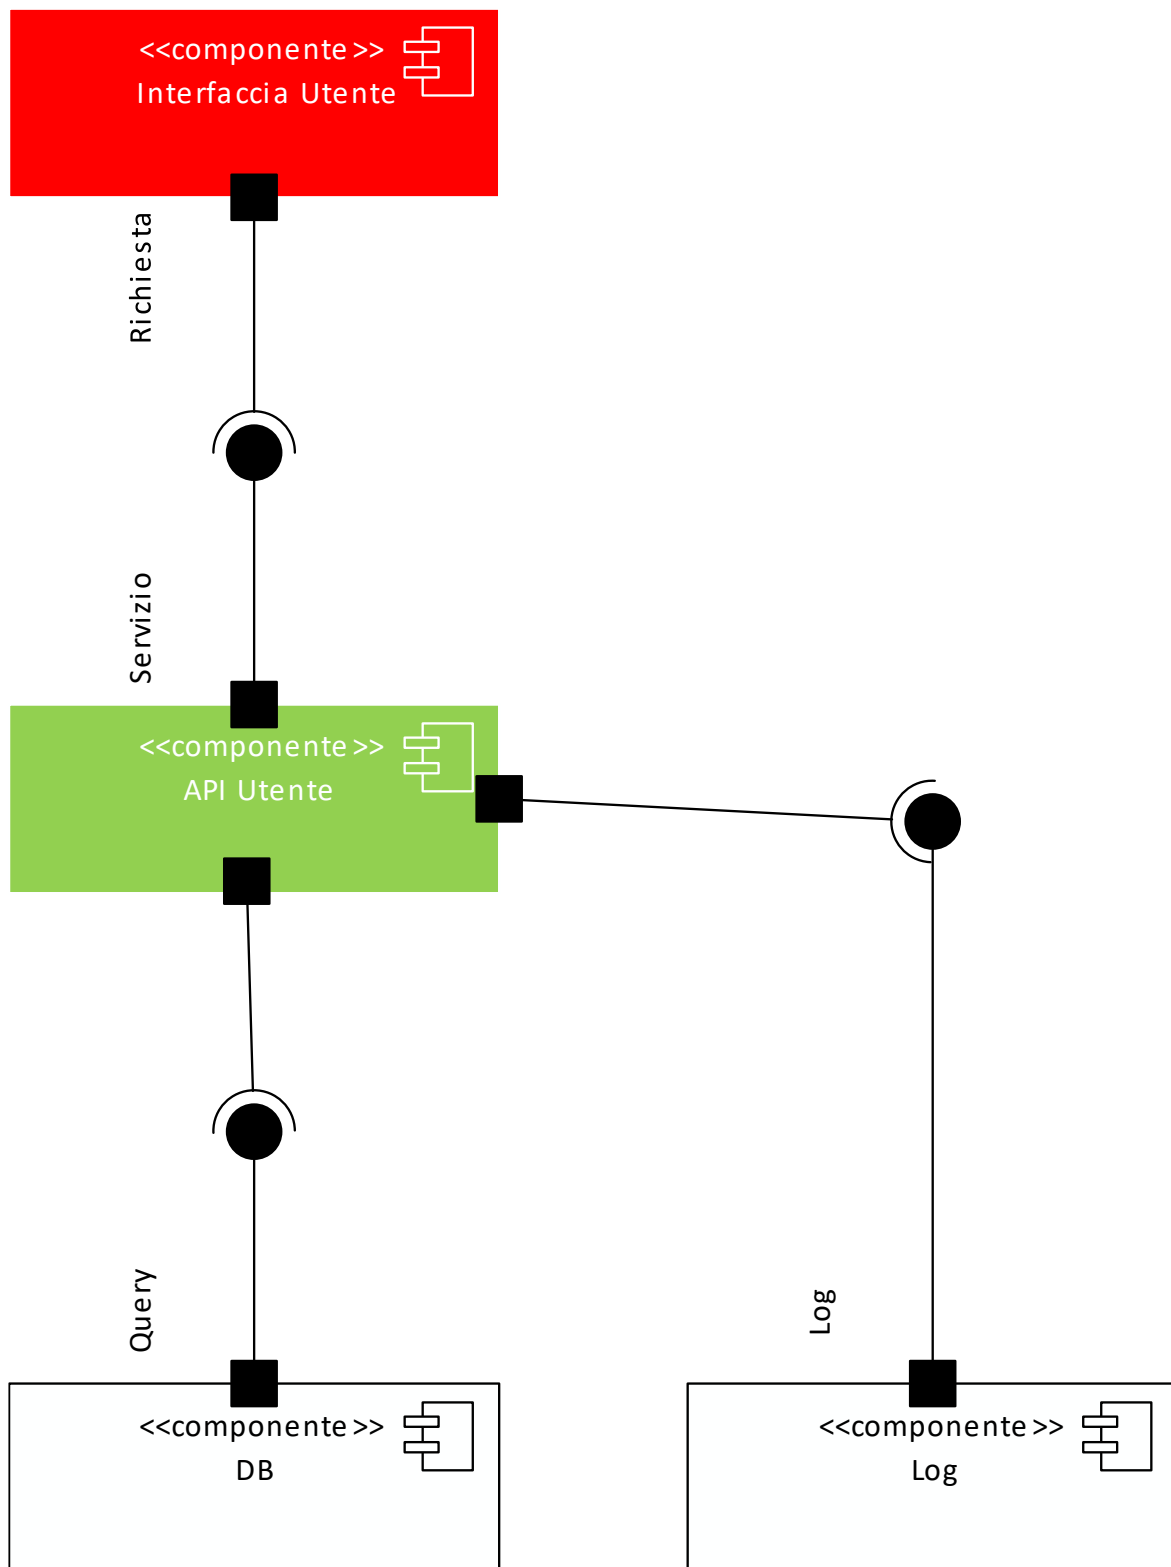 <<componente>>
Interfaccia Utente
Richiesta
Servizio
<<componente>>
API Utente
Query
Log
<<componente>>
DB
<<componente>>
Log